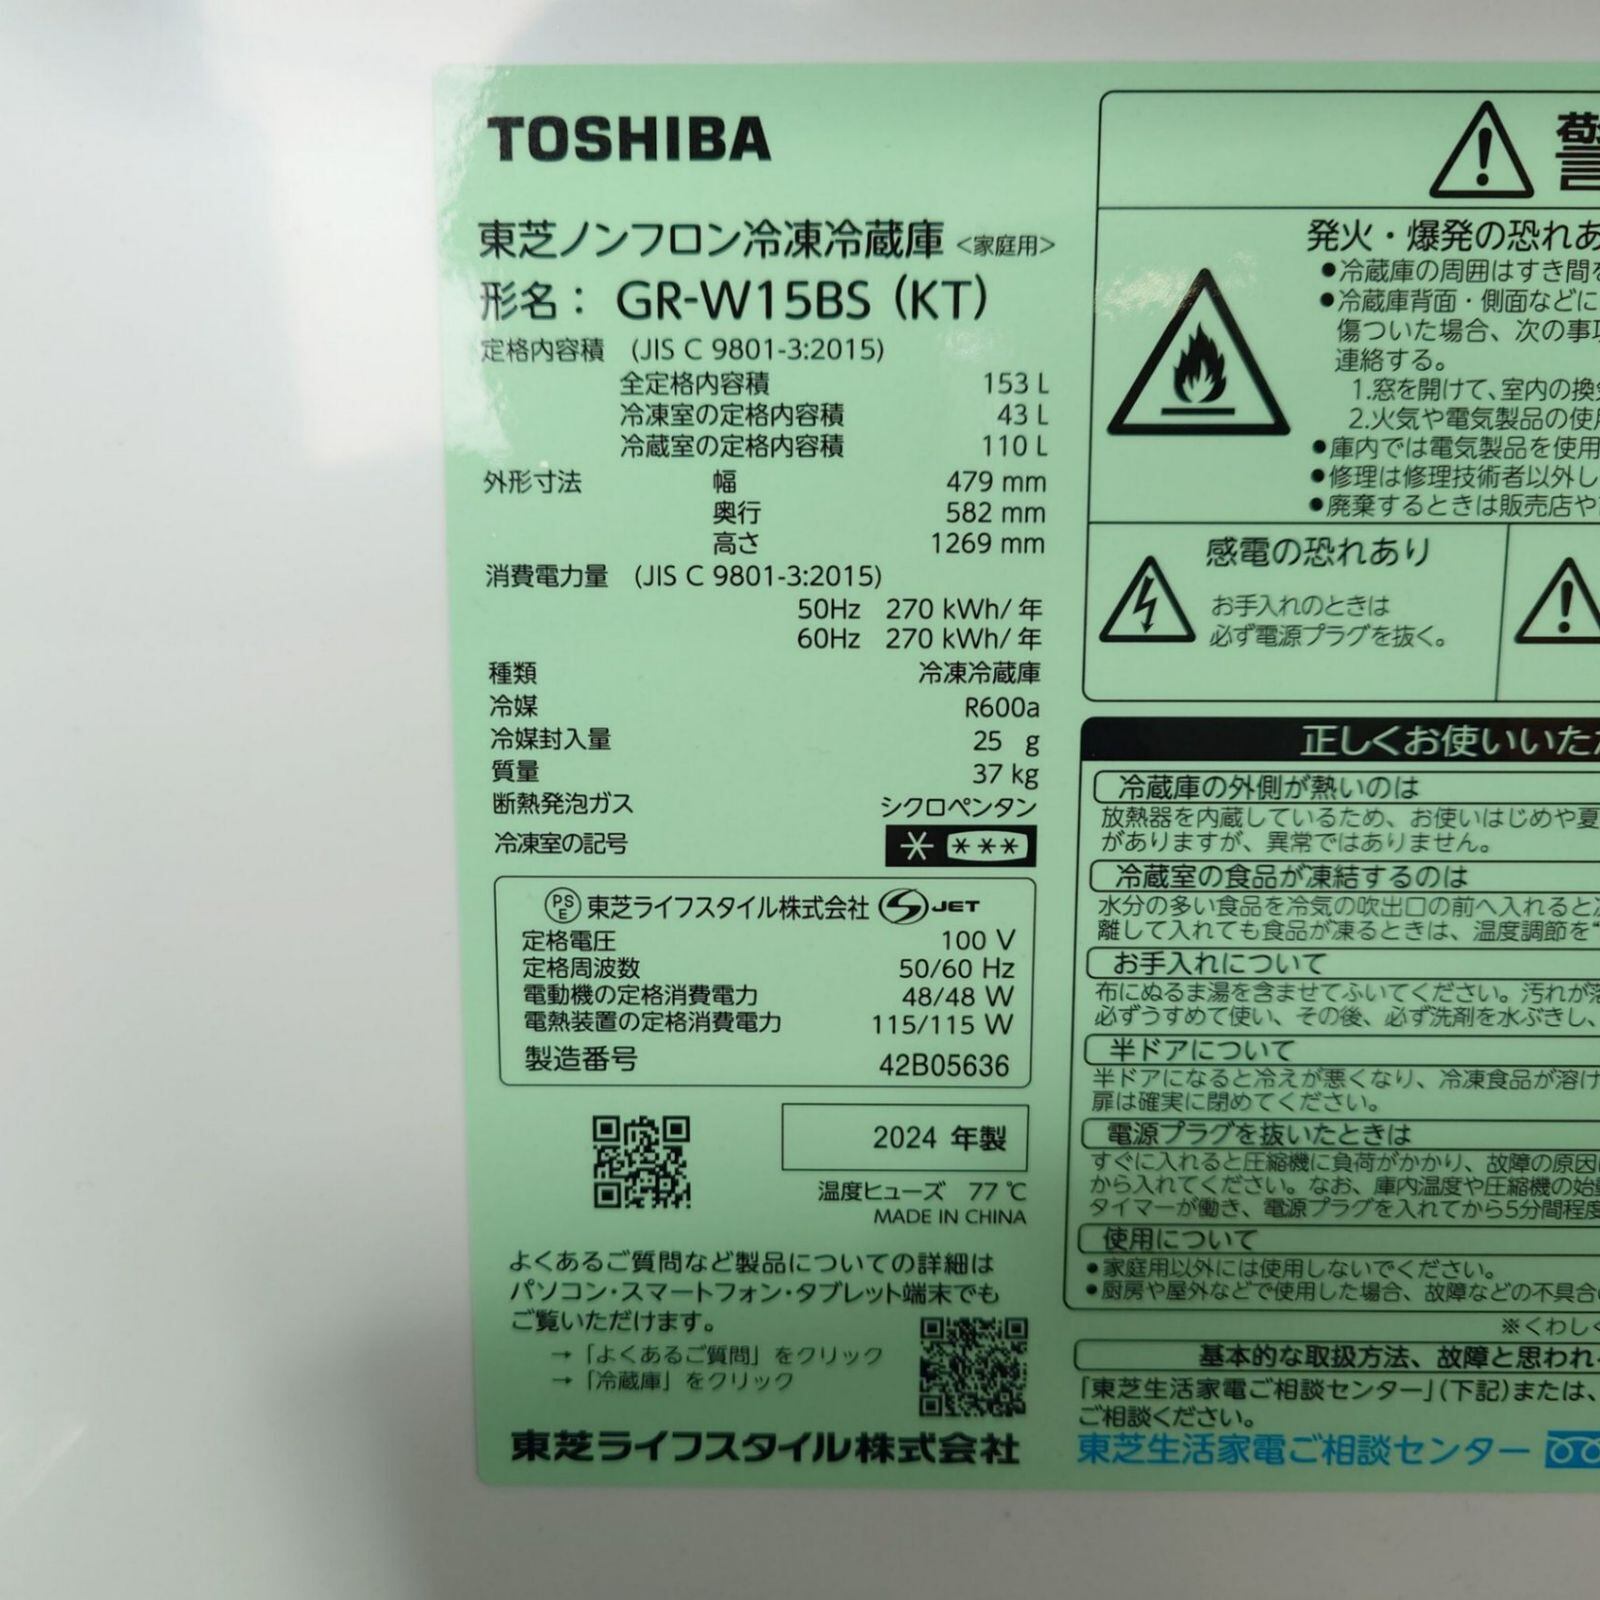 TOSHIBA
東芝ノンフロン冷凍冷蔵庫 <家庭用>
形名: GR-W15BS (KT)
定格内容積 (JIS C 9801-3:2015)
全定格内容積 153 L
冷凍室の定格内容積 43 L
冷蔵室の定格内容積 110 L
外形寸法 幅 479 mm
奥行 582 mm
高さ 1269 mm
消費電力量 (JIS C 9801-3:2015)
50Hz 270 kWh/年
60Hz 270 kWh/年
種類 冷凍冷蔵庫
冷媒 R600a
冷媒封入量 25 g
質量 37 kg
断熱発泡ガス シクロペンタン
冷凍室の記号 * ***
PSE 東芝ライフスタイル株式会社 JET
定格電圧 100 V
定格周波数 50/60 Hz
電動機の定格消費電力 48/48 W
電熱装置の定格消費電力 115/115 W
製造番号 42B05636
2024 年製
温度ヒューズ 77 ℃
MADE IN CHINA
よくあるご質問など製品についての詳細は
パソコン・スマートフォン・タブレット端末でも
ご覧いただけます。
→「よくあるご質問」をクリック
→「冷蔵庫」をクリック
東芝ライフスタイル株式会社
警
発火・爆発の恐れあ
●冷蔵庫の周囲はすき間を
●冷蔵庫背面・側面などに
傷ついた場合、次の事項
連絡する。
1.窓を開けて、室内の換気
2.火気や電気製品の使用
●庫内では電気製品を使用
●修理は修理技術者以外し
●廃棄するときは販売店や
感電の恐れあり
お手入れのときは
必ず電源プラグを抜く。
正しくお使いいただ
冷蔵庫の外側が熱いのは
放熱器を内蔵しているため、お使いはじめや夏
がありますが、異常ではありません。
冷蔵室の食品が凍結するのは
水分の多い食品を冷気の吹出口の前へ入れると
離して入れても食品が凍るときは、温度調節を"
お手入れについて
布にぬるま湯を含ませてふいてください。汚れが落
必ずうすめて使い、その後、必ず洗剤を水ぶきし、
半ドアについて
半ドアになると冷えが悪くなり、冷凍食品が溶け
扉は確実に閉めてください。
電源プラグを抜いたときは
すぐに入れると圧縮機に負荷がかかり、故障の原因
から入れてください。なお、庫内温度や圧縮機の始動
タイマーが働き、電源プラグを入れてから5分間程度
使用について
●家庭用以外には使用しないでください。
●厨房や屋外などで使用した場合、故障などの不具合
※くわしく
基本的な取扱方法、故障と思われ
「東芝生活家電ご相談センター」(下記)または、
ご相談ください。
東芝生活家電ご相談センター